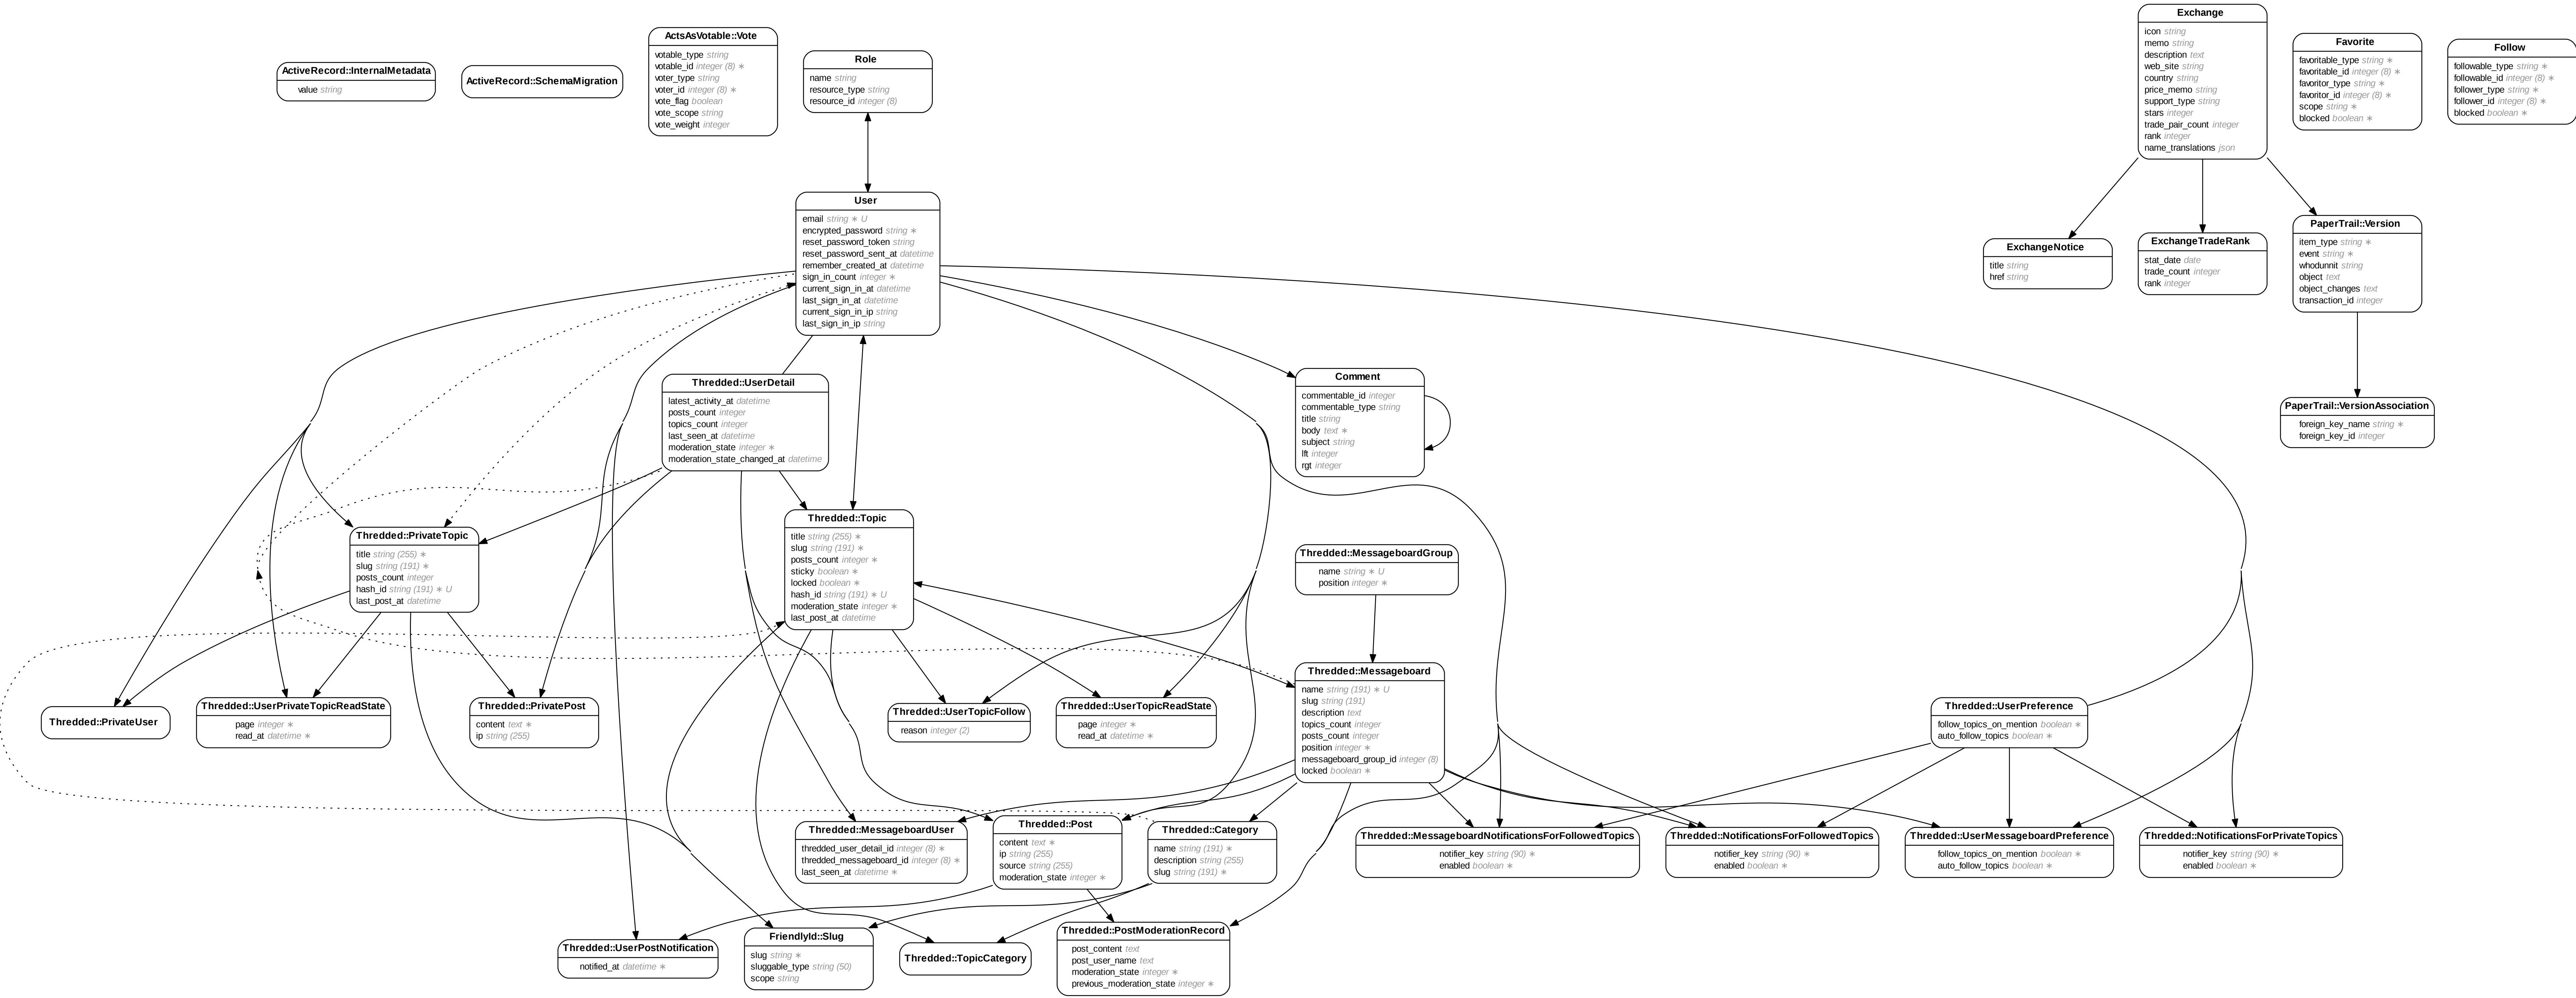 ActiveRecord::InternalMetadata
value string
ActiveRecord::SchemaMigration
ActsAsVotable::Vote
votable_type string
votable_id integer (8) ∗
voter_type string
voter_id integer (8) ∗
vote_flag boolean
vote_scope string
vote_weight integer
Role
name string
resource_type string
resource_id integer (8)
Exchange
icon string
memo string
description text
web_site string
country string
price_memo string
support_type string
stars integer
trade_pair_count integer
rank integer
name_translations json
Favorite
favoritable_type string ∗
favoritable_id integer (8) ∗
favoritor_type string ∗
favoritor_id integer (8) ∗
scope string ∗
blocked boolean ∗
Follow
followable_type string ∗
followable_id integer (8) ∗
follower_type string ∗
follower_id integer (8) ∗
blocked boolean ∗
User
email string ∗ U
encrypted_password string ∗
reset_password_token string
reset_password_sent_at datetime
remember_created_at datetime
sign_in_count integer ∗
current_sign_in_at datetime
last_sign_in_at datetime
current_sign_in_ip string
last_sign_in_ip string
ExchangeNotice
title string
href string
ExchangeTradeRank
stat_date date
trade_count integer
rank integer
PaperTrail::Version
item_type string ∗
event string ∗
whodunnit string
object text
object_changes text
transaction_id integer
Thredded::UserDetail
latest_activity_at datetime
posts_count integer
topics_count integer
last_seen_at datetime
moderation_state integer ∗
moderation_state_changed_at datetime
Comment
commentable_id integer
commentable_type string
title string
body text ∗
subject string
lft integer
rgt integer
PaperTrail::VersionAssociation
foreign_key_name string ∗
foreign_key_id integer
Thredded::PrivateTopic
title string (255) ∗
slug string (191) ∗
posts_count integer
hash_id string (191) ∗ U
last_post_at datetime
Thredded::Topic
title string (255) ∗
slug string (191) ∗
posts_count integer ∗
sticky boolean ∗
locked boolean ∗
hash_id string (191) ∗ U
moderation_state integer ∗
last_post_at datetime
Thredded::MessageboardGroup
name string ∗ U
position integer ∗
Thredded::PrivateUser
Thredded::UserPrivateTopicReadState
page integer ∗
read_at datetime ∗
Thredded::PrivatePost
content text ∗
ip string (255)
Thredded::UserTopicFollow
reason integer (2)
Thredded::UserTopicReadState
page integer ∗
read_at datetime ∗
Thredded::Messageboard
name string (191) ∗ U
slug string (191)
description text
topics_count integer
posts_count integer
position integer ∗
messageboard_group_id integer (8)
locked boolean ∗
Thredded::UserPreference
follow_topics_on_mention boolean ∗
auto_follow_topics boolean ∗
Thredded::MessageboardUser
thredded_user_detail_id integer (8) ∗
thredded_messageboard_id integer (8) ∗
last_seen_at datetime ∗
Thredded::Post
content text ∗
ip string (255)
source string (255)
moderation_state integer ∗
Thredded::Category
name string (191) ∗
description string (255)
slug string (191) ∗
Thredded::MessageboardNotificationsForFollowedTopics
notifier_key string (90) ∗
enabled boolean ∗
Thredded::NotificationsForFollowedTopics
notifier_key string (90) ∗
enabled boolean ∗
Thredded::UserMessageboardPreference
follow_topics_on_mention boolean ∗
auto_follow_topics boolean ∗
Thredded::NotificationsForPrivateTopics
notifier_key string (90) ∗
enabled boolean ∗
Thredded::UserPostNotification
notified_at datetime ∗
FriendlyId::Slug
slug string ∗
sluggable_type string (50)
scope string
Thredded::TopicCategory
Thredded::PostModerationRecord
post_content text
post_user_name text
moderation_state integer ∗
previous_moderation_state integer ∗